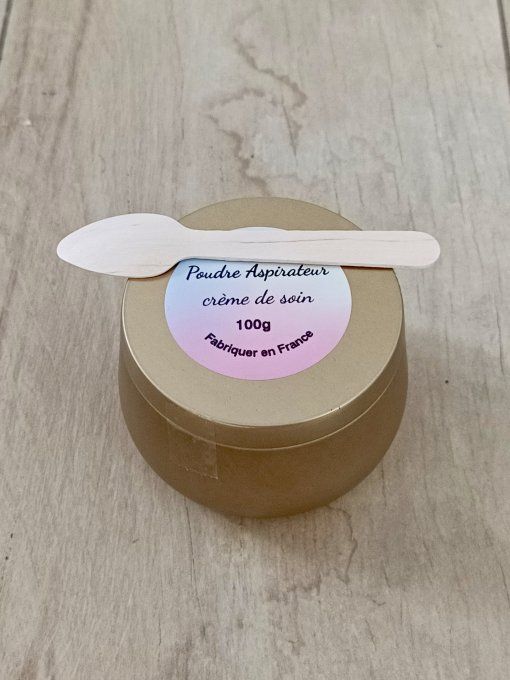 Poudre Aspirateur
crème de soin
100g
Fabriquer en France